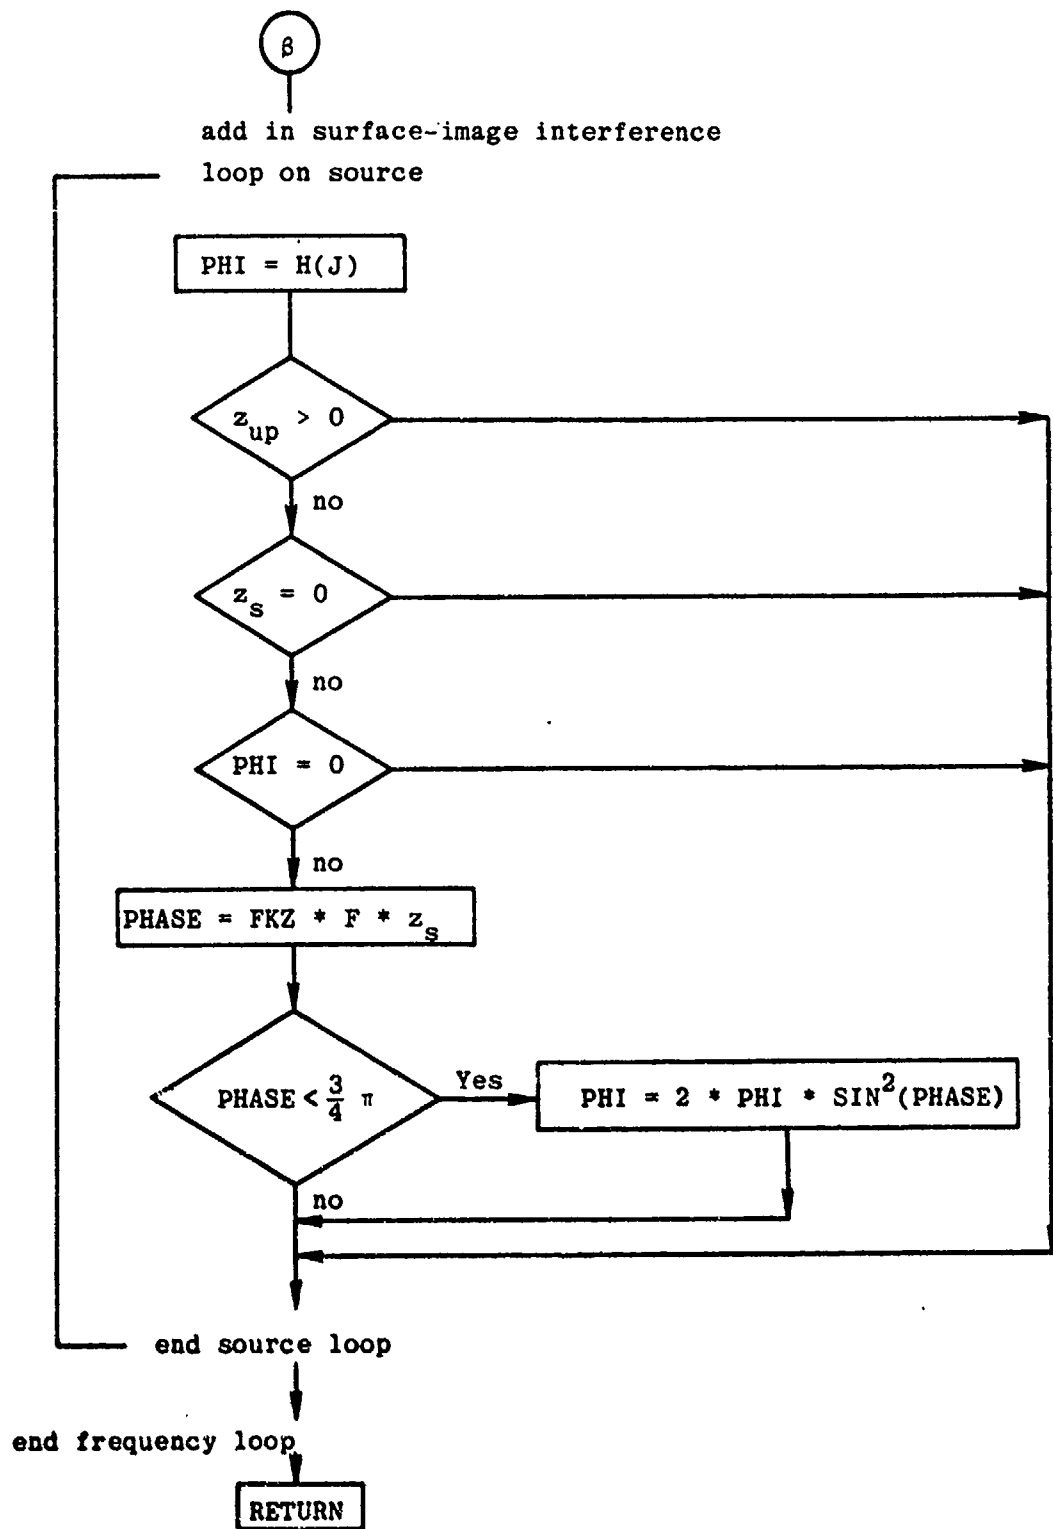 β
add in surface-image interference
loop on source
PHI = H(J)
z_up > 0
no
z_s = 0
no
PHI = 0
no
PHASE = FKZ * F * z_s
PHASE < 3/4 π
Yes
PHI = 2 * PHI * SIN²(PHASE)
no
end source loop
end frequency loop
RETURN